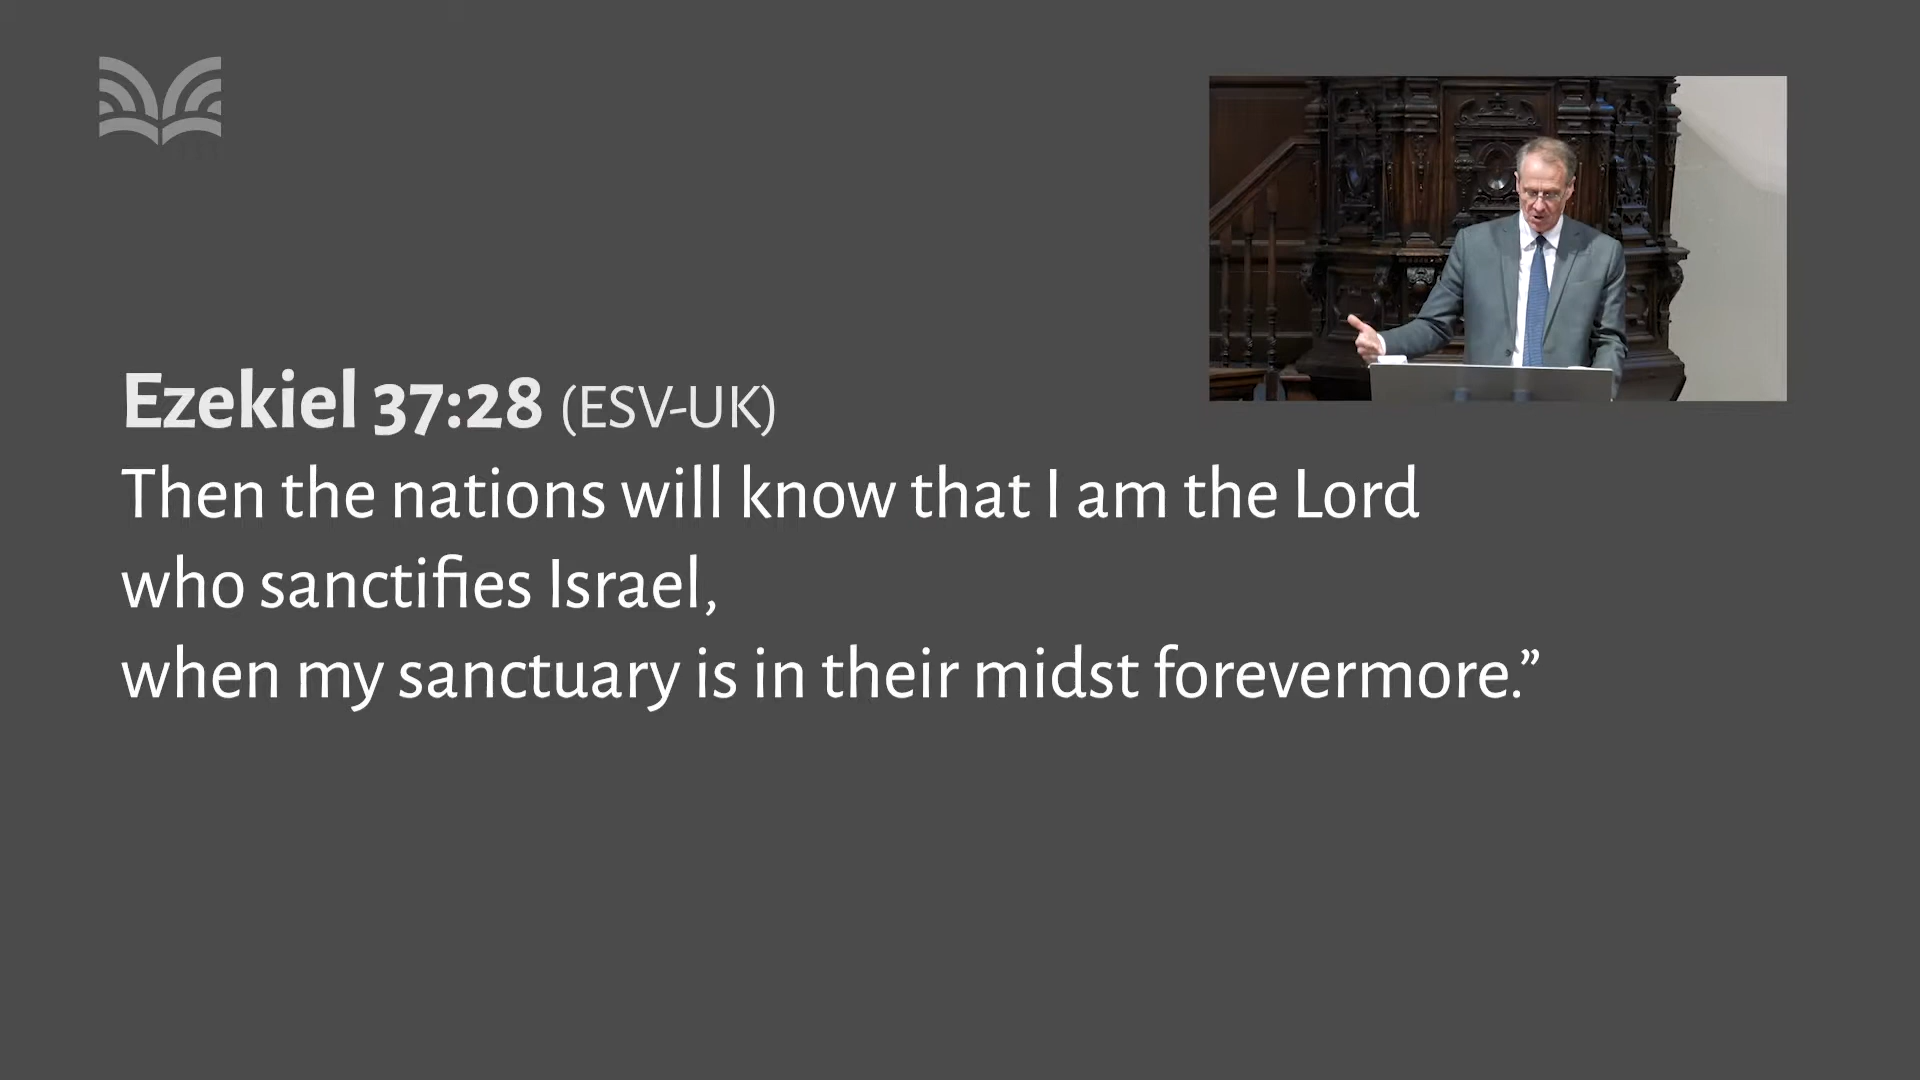 Ezekiel 37:28 (ESV-UK)
Then the nations will know that I am the Lord
who sanctifies Israel,
when my sanctuary is in their midst forevermore.”